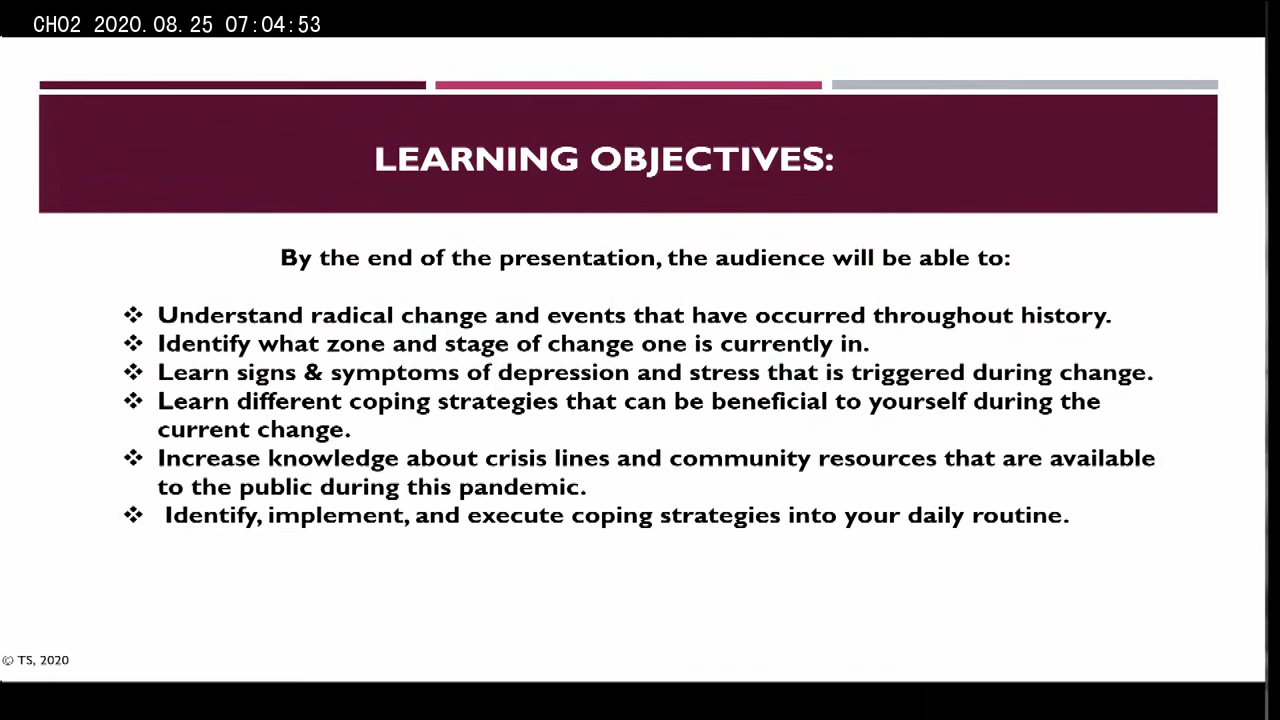 CH02 2020.08.25 07:04:53
LEARNING OBJECTIVES:
By the end of the presentation, the audience will be able to:
❖ Understand radical change and events that have occurred throughout history.
❖ Identify what zone and stage of change one is currently in.
❖ Learn signs & symptoms of depression and stress that is triggered during change.
❖ Learn different coping strategies that can be beneficial to yourself during the
current change.
❖ Increase knowledge about crisis lines and community resources that are available
to the public during this pandemic.
❖ Identify, implement, and execute coping strategies into your daily routine.
© TS, 2020